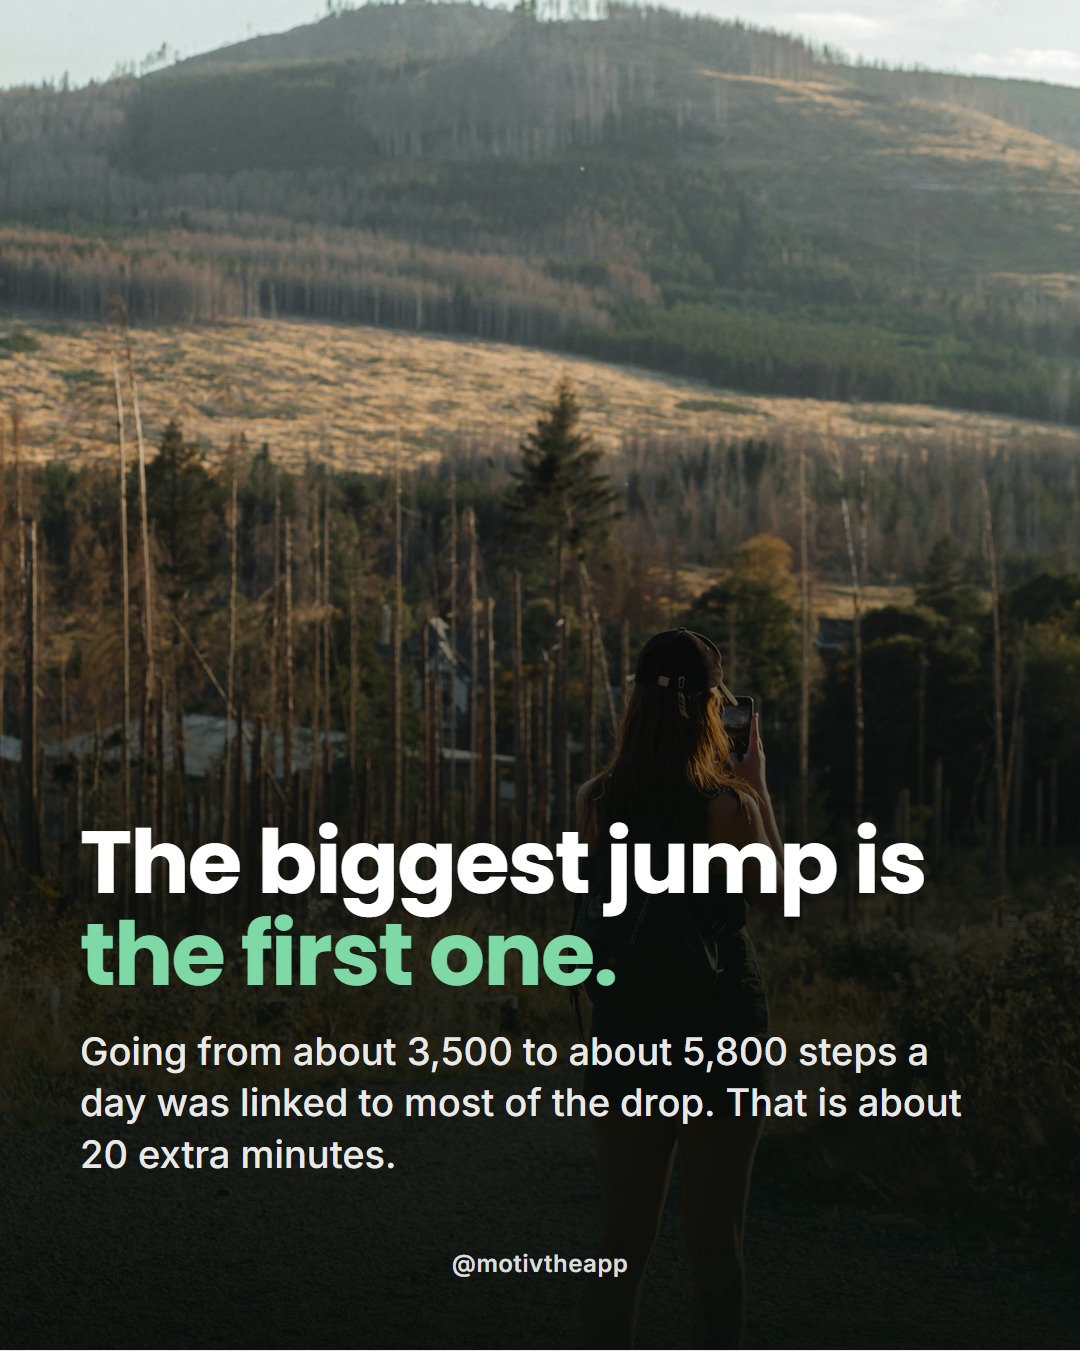 The biggest jump is
the first one.
Going from about 3,500 to about 5,800 steps a
day was linked to most of the drop. That is about
20 extra minutes.
@motivtheapp